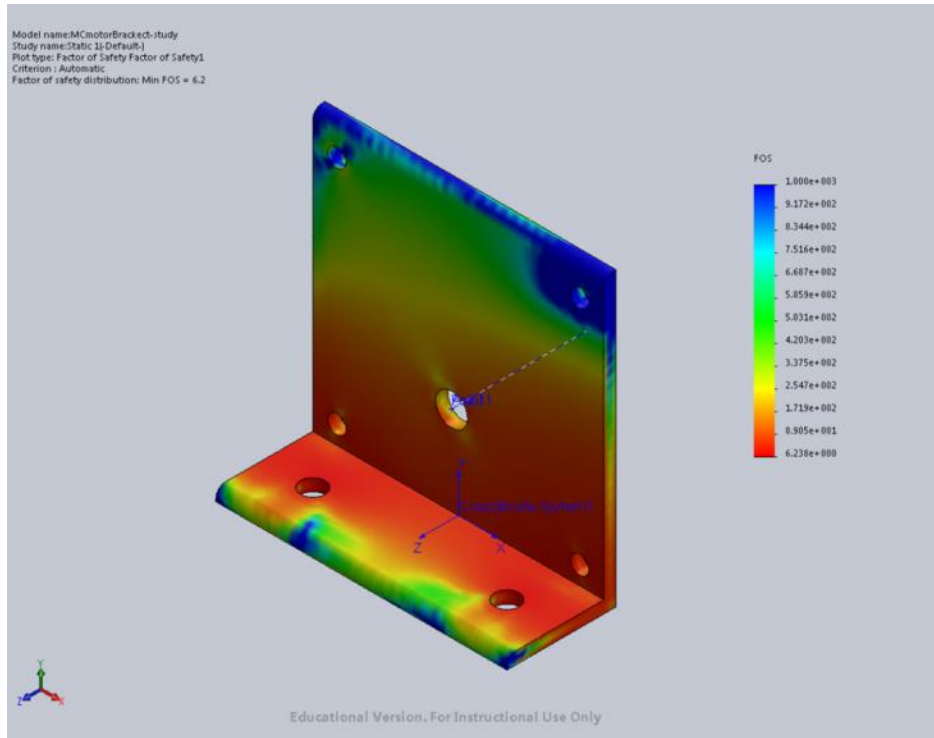 Model name:MCmotorBrackect-study
Study name:Static 1(-Default-)
Plot type: Factor of Safety Factor of Safety1
Criterion : Automatic
Factor of safety distribution: Min FOS = 6.2
FOS
1.000e+003
9.172e+002
8.344e+002
7.516e+002
6.687e+002
5.859e+002
5.031e+002
4.203e+002
3.375e+002
2.547e+002
1.719e+002
8.905e+001
6.238e+000
Y
Z
X
Y
Z
X
Educational Version. For Instructional Use Only